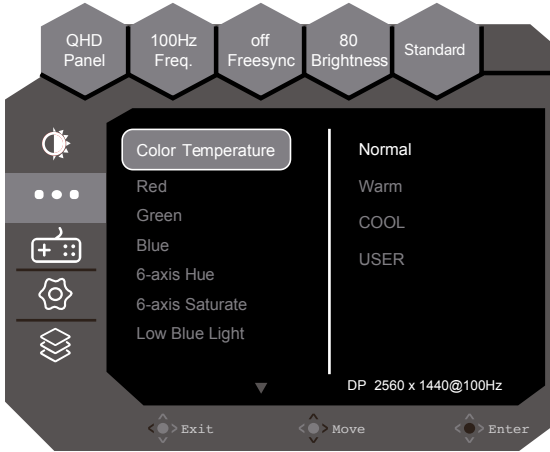 QHD
Panel
100Hz
Freq.
off
Freesync
80
Brightness
Standard
Color Temperature
Red
Green
Blue
6-axis Hue
6-axis Saturate
Low Blue Light
Normal
Warm
COOL
USER
DP 2560 x 1440@100Hz
Exit
Move
Enter